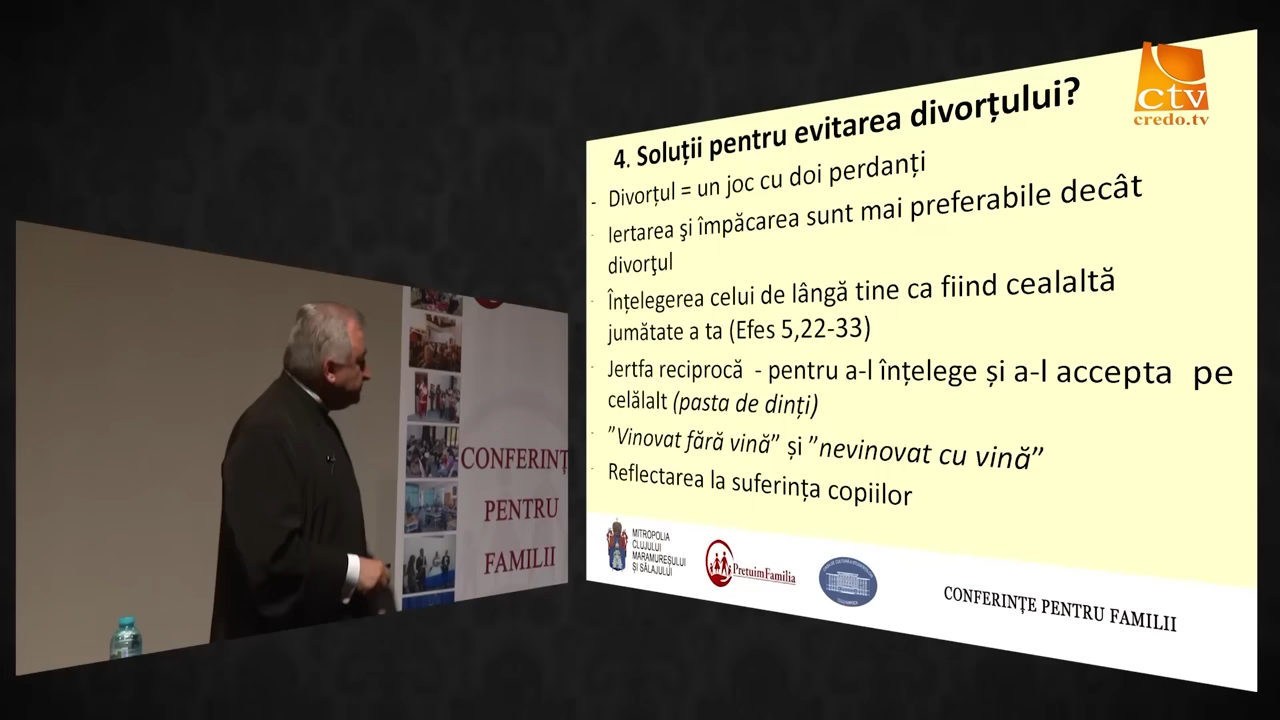 ctv
credo.tv
4. Soluții pentru evitarea divorțului?
- Divorțul = un joc cu doi perdanți
- Iertarea şi împăcarea sunt mai preferabile decât
divorţul
- Înțelegerea celui de lângă tine ca fiind cealaltă
jumătate a ta (Efes 5,22-33)
- Jertfa reciprocă - pentru a-l înțelege și a-l accepta pe
celălalt (pasta de dinți)
- ”Vinovat fără vină” și ”nevinovat cu vină”
- Reflectarea la suferința copiilor
MITROPOLIA
CLUJULUI
MARAMUREȘULUI
ȘI SĂLAJULUI
PretuimFamilia
CONFERINȚE PENTRU FAMILII
CONFERINȚ
PENTRU
FAMILII